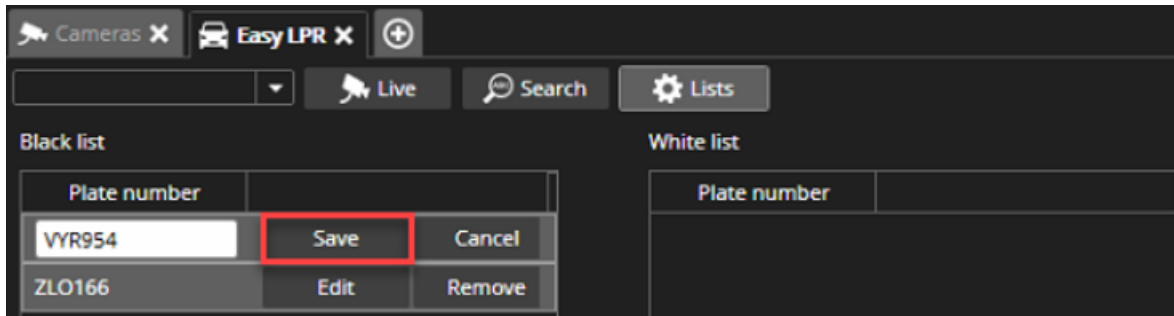 Cameras Easy LPR
Live Search Lists
Black list White list
Plate number Plate number
VYR954 Save Cancel
ZLO166 Edit Remove